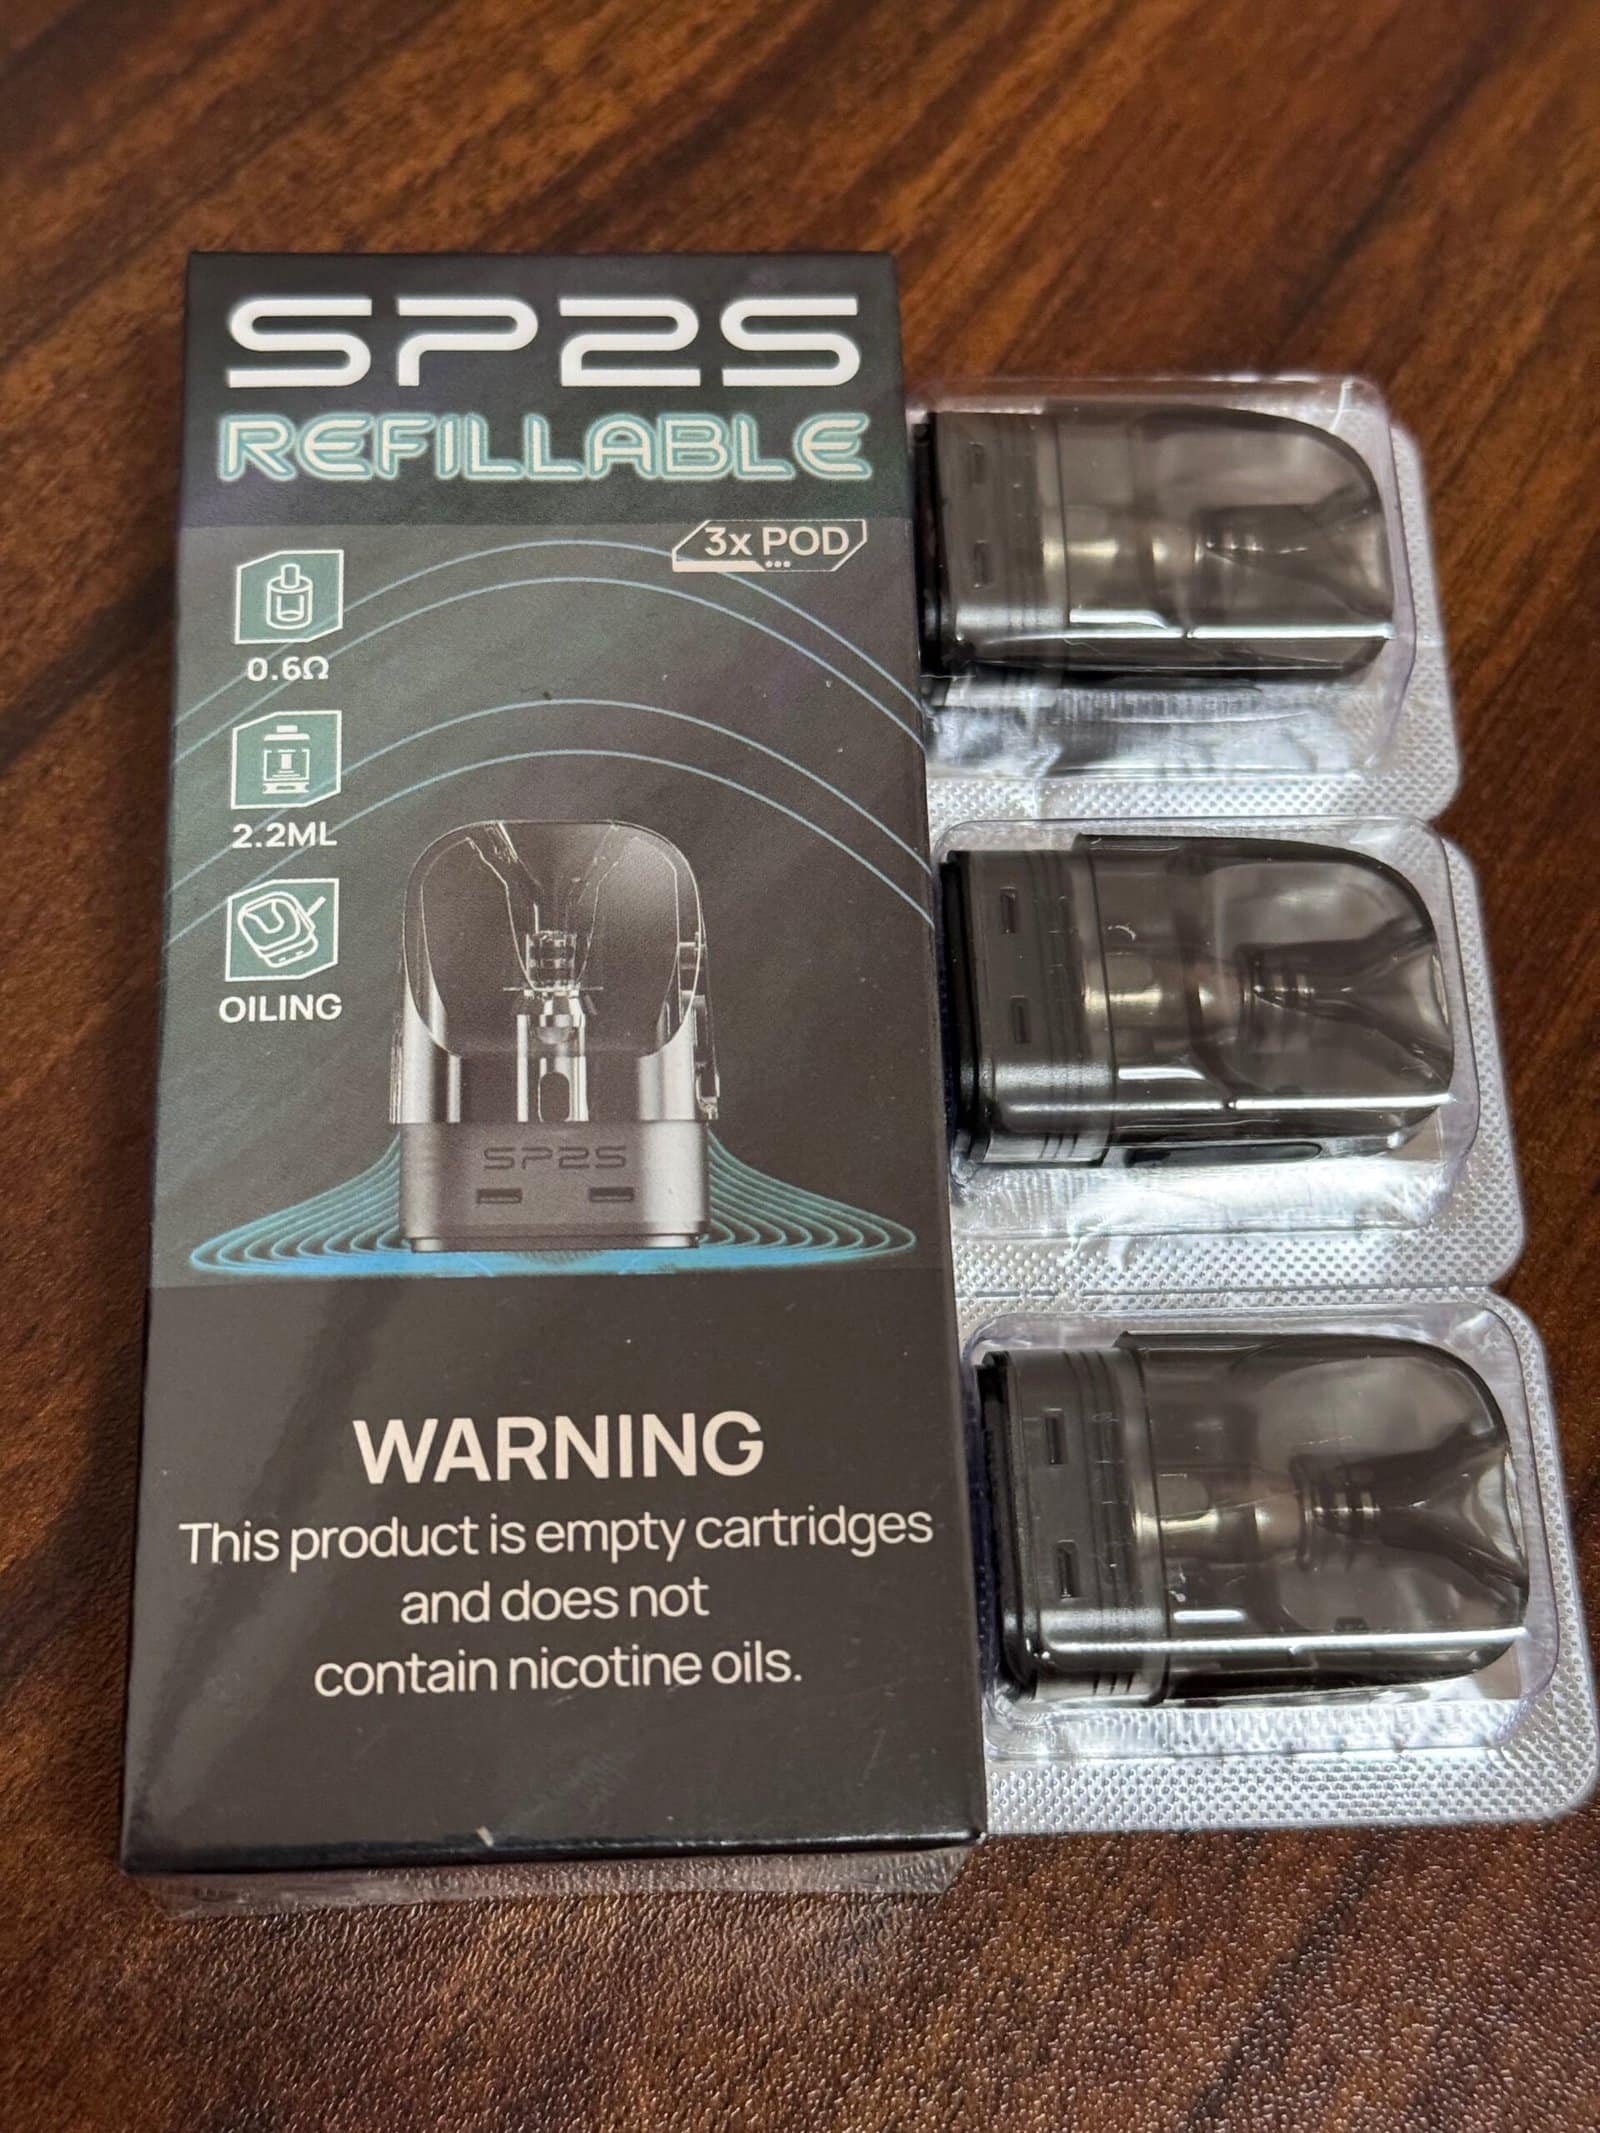 SP2S
REFILLABLE
3x POD
0.6Ω
2.2ML
OILING
SP2S
WARNING
This product is empty cartridges
and does not
contain nicotine oils.